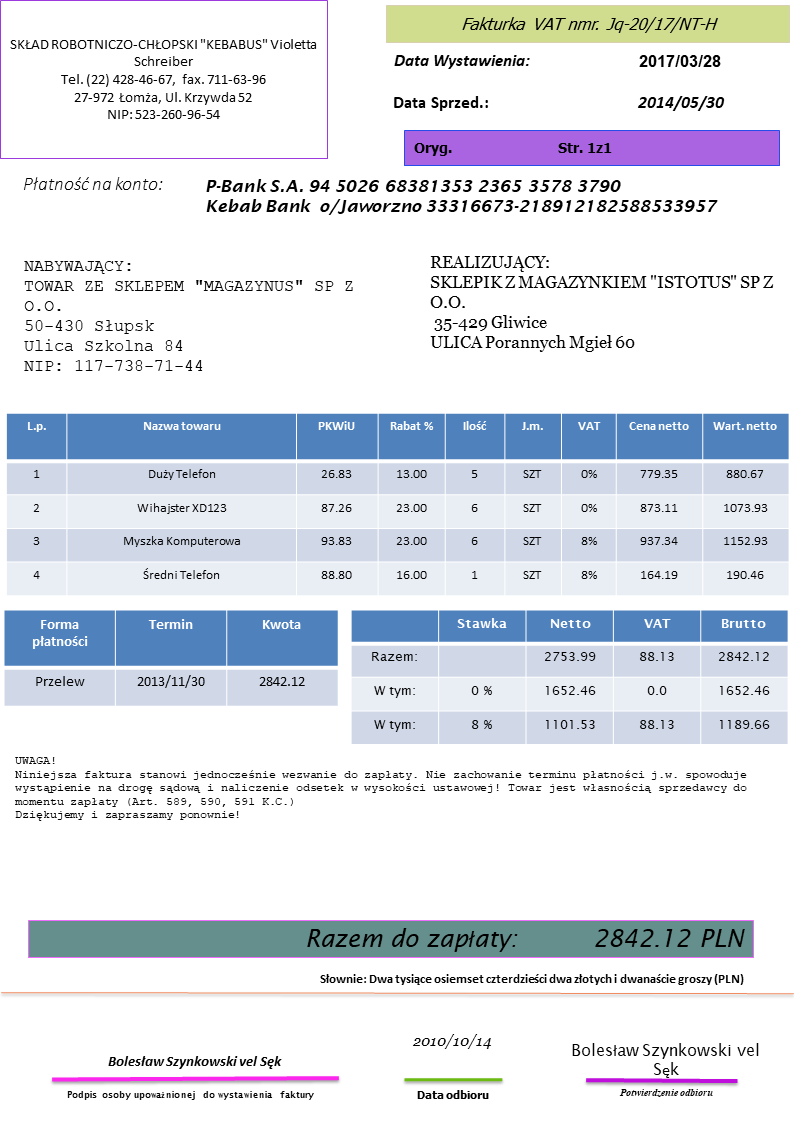 SKŁAD ROBOTNICZO-CHŁOPSKI "KEBABUS" Violetta
Schreiber
Tel. (22) 428-46-67, fax. 711-63-96
27-972 Łomża, Ul. Krzywda 52
NIP: 523-260-96-54
Fakturka VAT nmr. Jq-20/17/NT-H
Data Wystawienia: 2017/03/28
Data Sprzed.: 2014/05/30
Oryg. Str. 1z1
Płatność na konto: P-Bank S.A. 94 5026 68381353 2365 3578 3790
Kebab Bank o/Jaworzno 33316673-218912182588533957
NABYWAJĄCY:
TOWAR ZE SKLEPEM "MAGAZYNUS" SP Z
O.O.
50-430 Słupsk
Ulica Szkolna 84
NIP: 117-738-71-44
REALIZUJĄCY:
SKLEPIK Z MAGAZYNKIEM "ISTOTUS" SP Z
O.O.
35-429 Gliwice
ULICA Porannych Mgieł 60
L.p. Nazwa towaru PKWiU Rabat % Ilość J.m. VAT Cena netto Wart. netto
1 Duży Telefon 26.83 13.00 5 SZT 0% 779.35 880.67
2 Wihajster XD123 87.26 23.00 6 SZT 0% 873.11 1073.93
3 Myszka Komputerowa 93.83 23.00 6 SZT 8% 937.34 1152.93
4 Średni Telefon 88.80 16.00 1 SZT 8% 164.19 190.46
Forma
płatności Termin Kwota
Przelew 2013/11/30 2842.12
Stawka Netto VAT Brutto
Razem: 2753.99 88.13 2842.12
W tym: 0 % 1652.46 0.0 1652.46
W tym: 8 % 1101.53 88.13 1189.66
UWAGA!
Niniejsza faktura stanowi jednocześnie wezwanie do zapłaty. Nie zachowanie terminu płatności j.w. spowoduje
wystąpienie na drogę sądową i naliczenie odsetek w wysokości ustawowej! Towar jest własnością sprzedawcy do
momentu zapłaty (Art. 589, 590, 591 K.C.)
Dziękujemy i zapraszamy ponownie!
Razem do zapłaty: 2842.12 PLN
Słownie: Dwa tysiące osiemset czterdzieści dwa złotych i dwanaście groszy (PLN)
Bolesław Szynkowski vel Sęk
Podpis osoby upoważnionej do wystawienia faktury
2010/10/14
Data odbioru
Bolesław Szynkowski vel
Sęk
Potwierdzenie odbioru